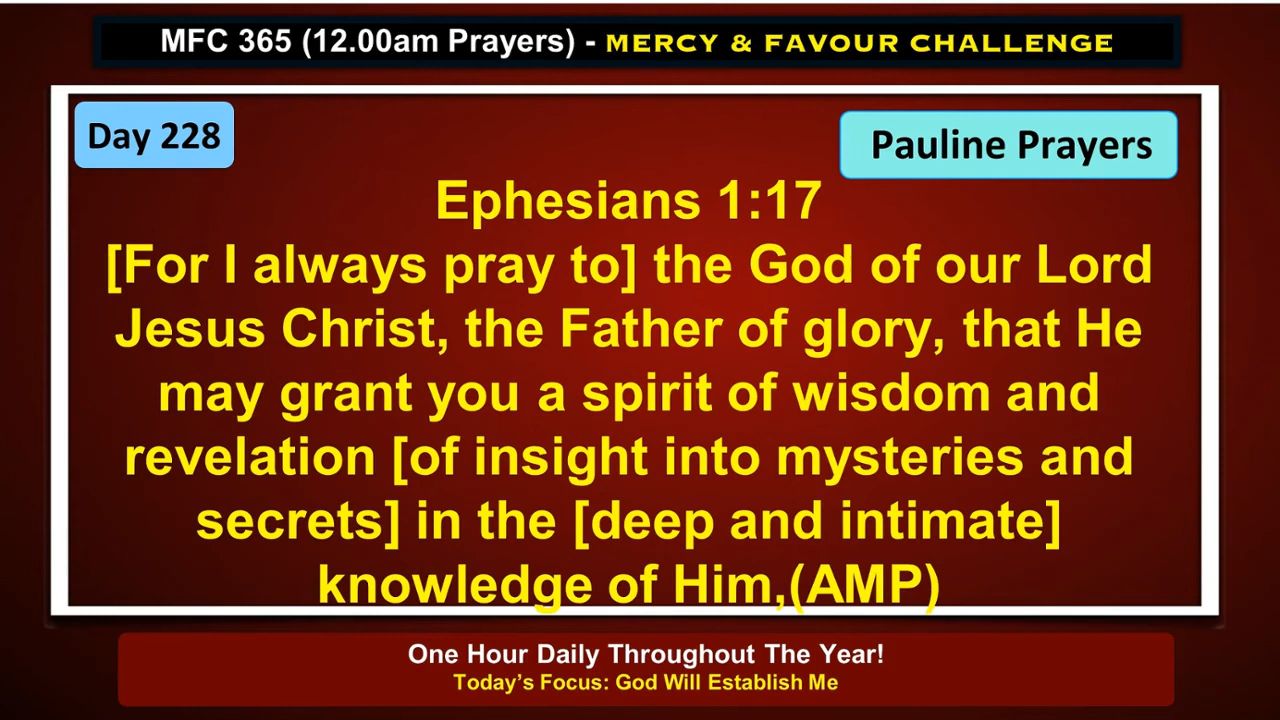 MFC 365 (12.00am Prayers) - MERCY & FAVOUR CHALLENGE
Day 228
Pauline Prayers
Ephesians 1:17
[For I always pray to] the God of our Lord
Jesus Christ, the Father of glory, that He
may grant you a spirit of wisdom and
revelation [of insight into mysteries and
secrets] in the [deep and intimate]
knowledge of Him,(AMP)
One Hour Daily Throughout The Year!
Today's Focus: God Will Establish Me